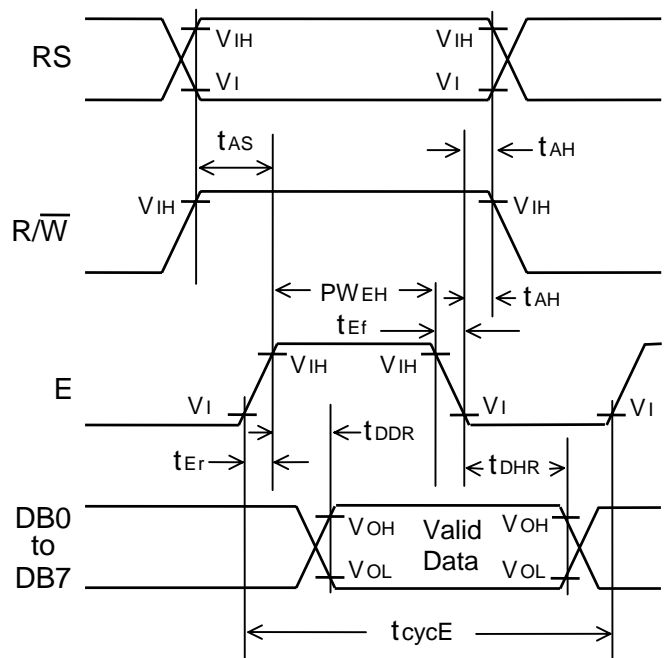 RS
VIH
VIH
VI
VI
tAS
tAH
R/W̅
VIH
VIH
PWEH
tAH
tEf
E
VIH
VIH
VI
VI
VI
tDDR
tEr
tDHR
DB0
to
DB7
VOH
VOL
Valid
Data
VOH
VOL
tcycE